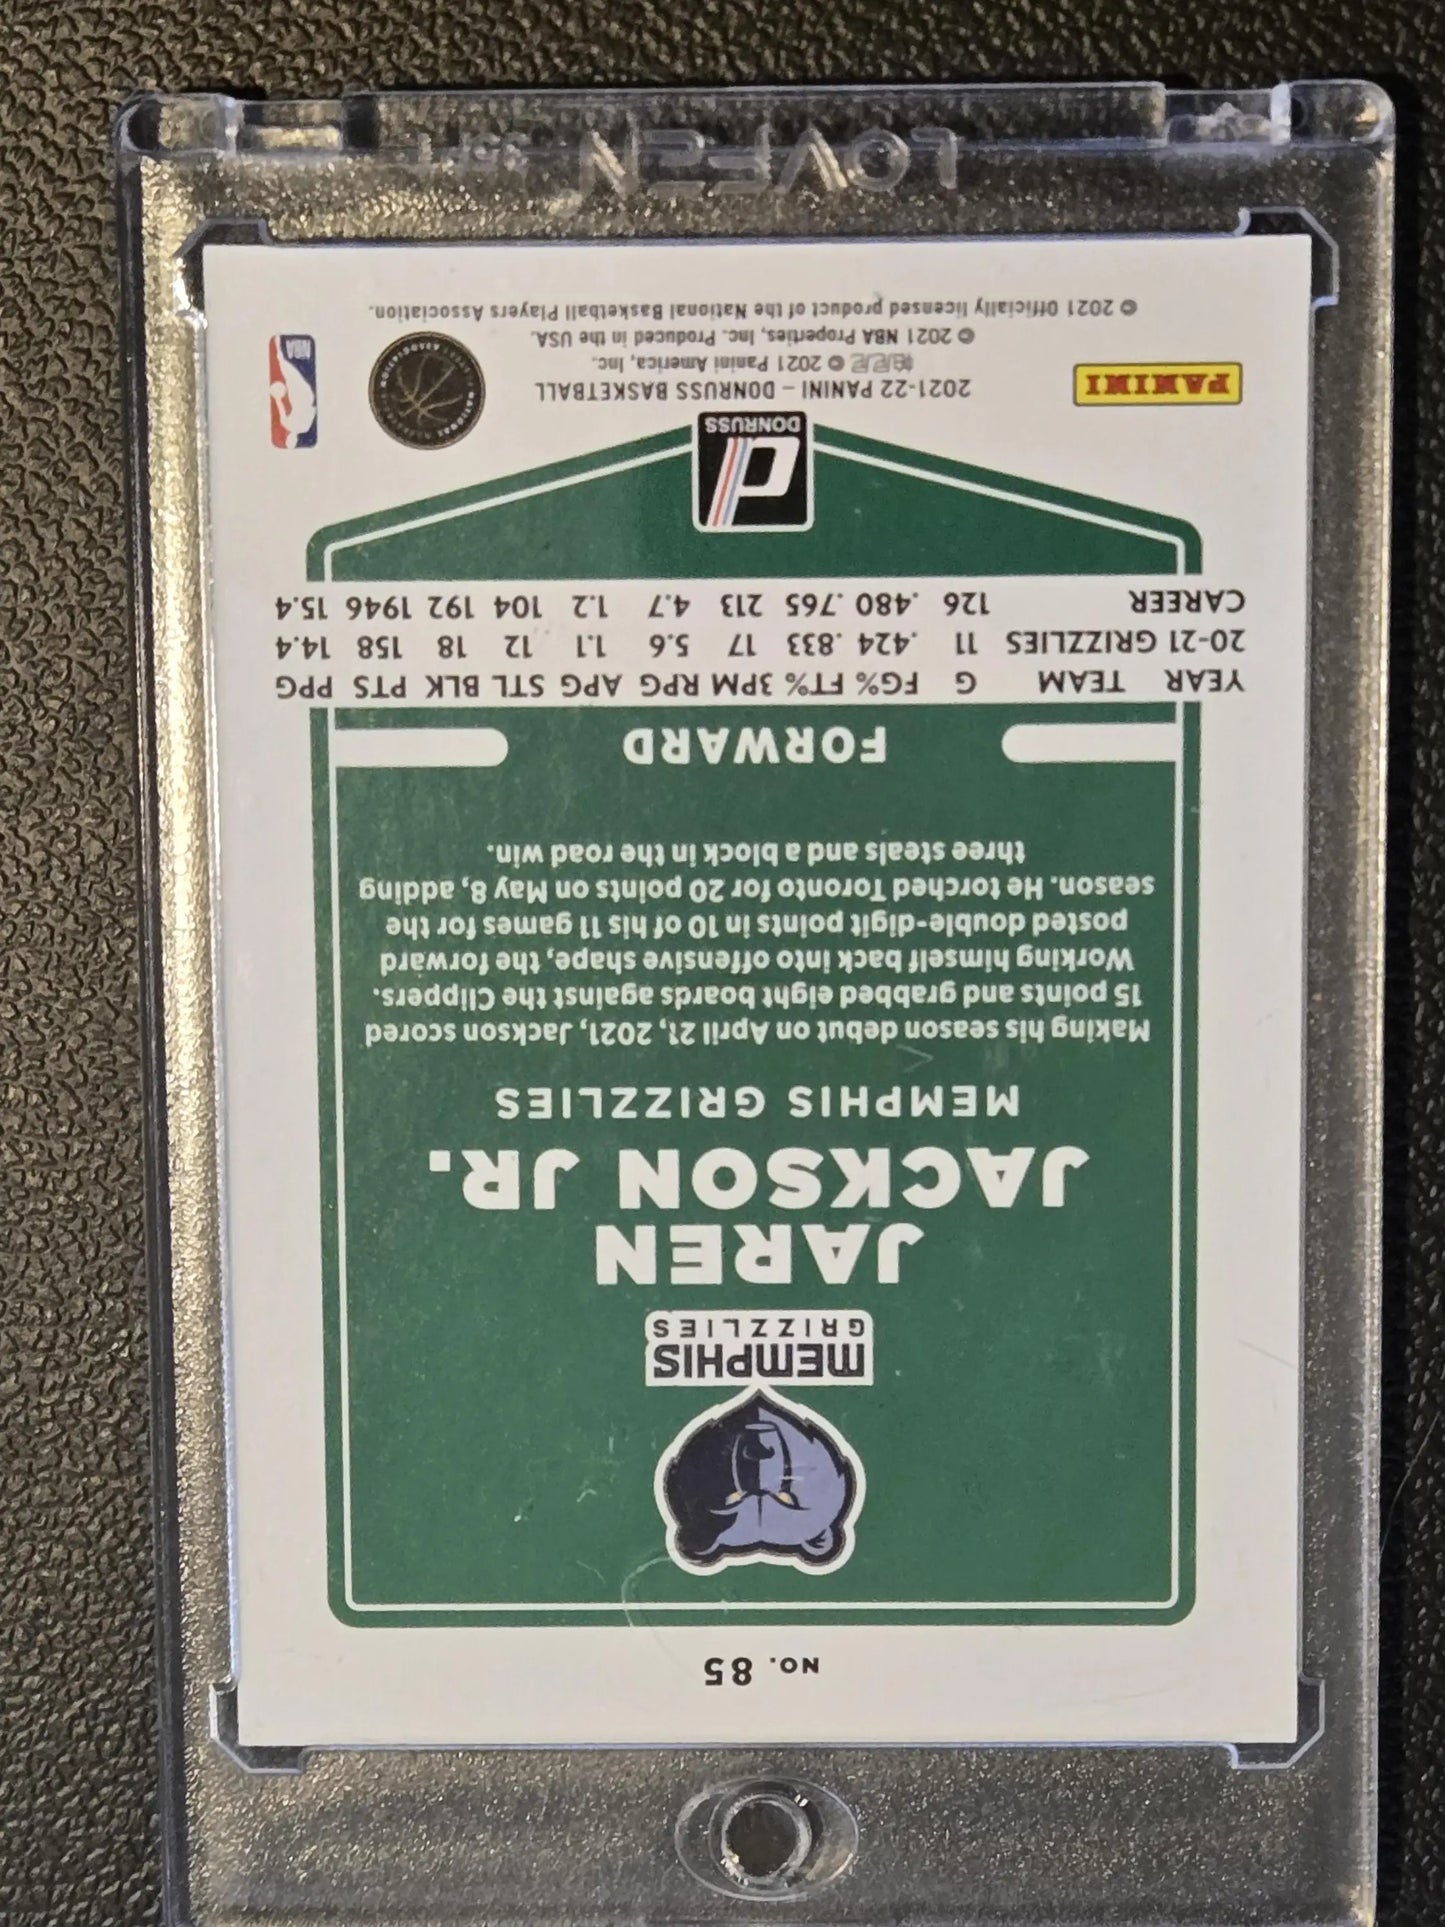 NO. 85
MEMPHIS
GRIZZLIES
JAREN
JACKSON JR.
MEMPHIS GRIZZLIES
Making his season debut on April 21, 2021, Jackson scored
15 points and grabbed eight boards against the Clippers.
Working himself back into offensive shape, the forward
posted double-digit points in 10 of his 11 games for the
season. He torched Toronto for 20 points on May 8, adding
three steals and a block in the road win.
FORWARD
YEAR TEAM G FG% FT% 3PM RPG APG STL BLK PTS PPG
20-21 GRIZZLIES 11 .424 .833 17 5.6 1.1 12 18 158 14.4
CAREER 126 .480 .765 213 4.7 1.2 104 192 1946 15.4
DONRUSS
PANINI
2021-22 PANINI – DONRUSS BASKETBALL
© 2021 Panini America, Inc.
© 2021 NBA Properties, Inc. Produced in the USA.
© 2021 Officially licensed product of the National Basketball Players Association.
NBA
LOVEEN